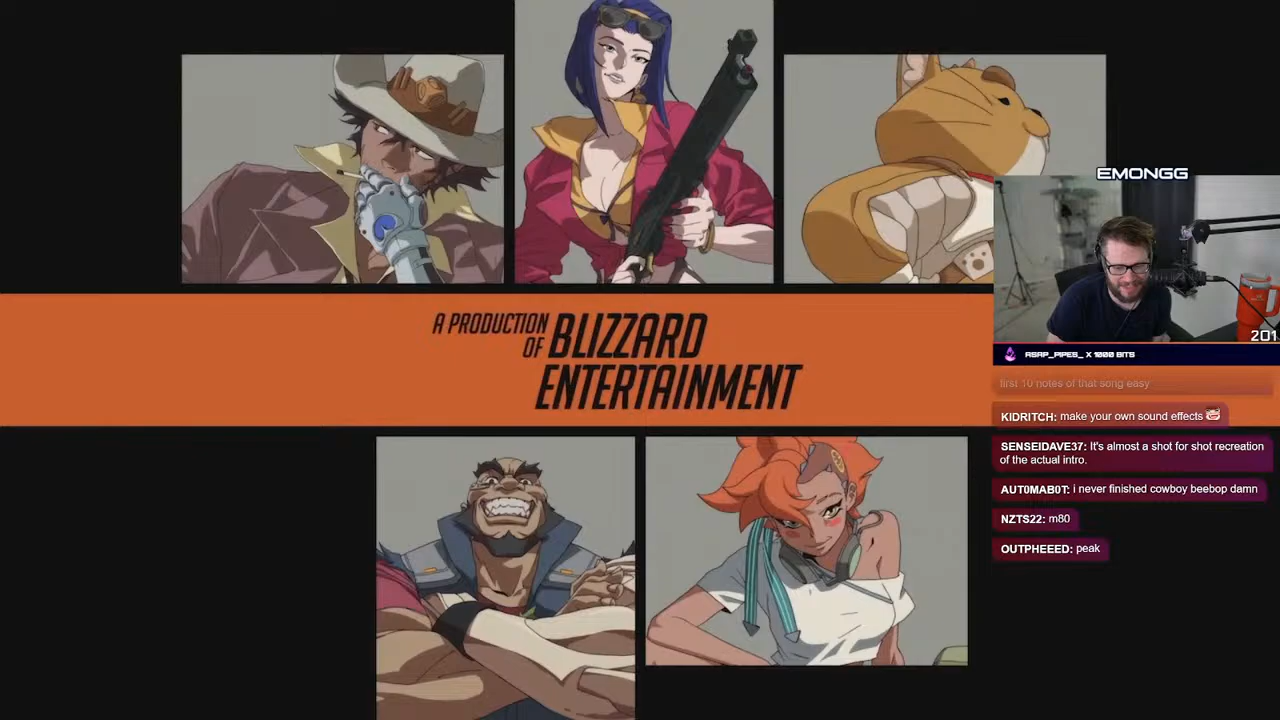 A PRODUCTION
OF BLIZZARD
ENTERTAINMENT
EMONGG
201
ASAP_PIPES_ X 1000 BITS
first 10 notes of that song easy
KIDRITCH: make your own sound effects
SENSEIDAVE37: It's almost a shot for shot recreation
of the actual intro.
AUT0MAB0T: i never finished cowboy beebop damn
NZTS22: m80
OUTPHEEED: peak